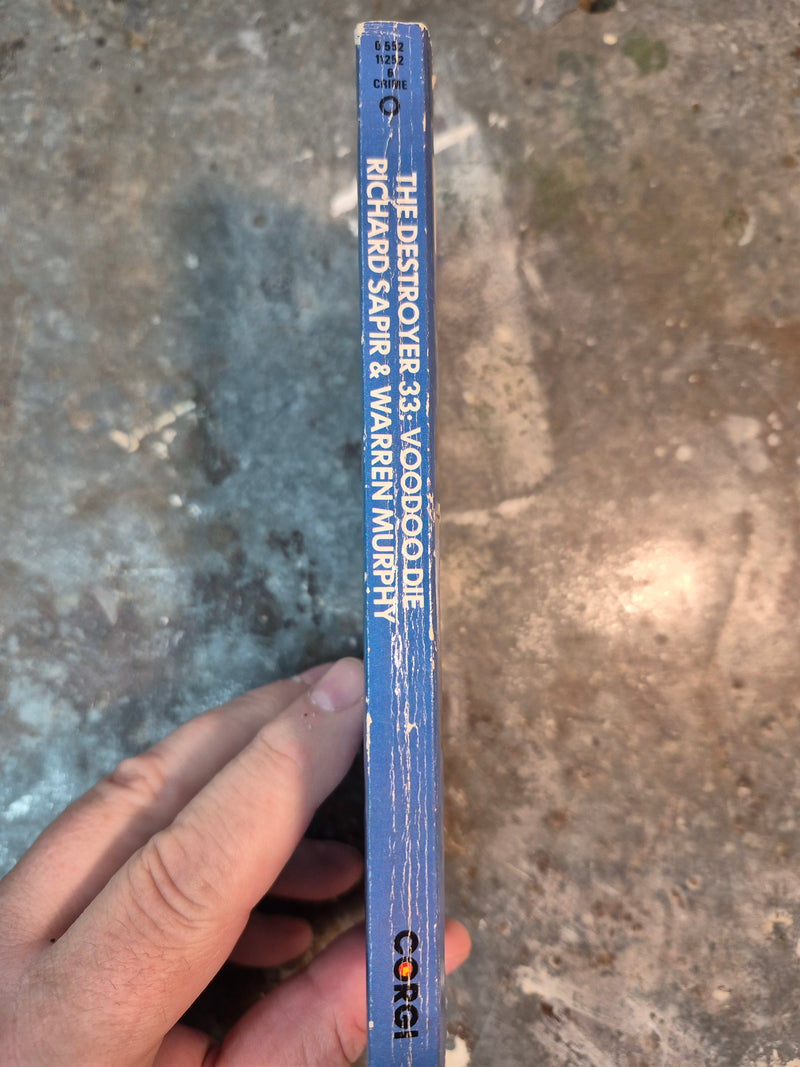 0 552
11252
6
CRIME
THE DESTROYER 33: VOODOO DIE
RICHARD SAPIR & WARREN MURPHY
CORGI